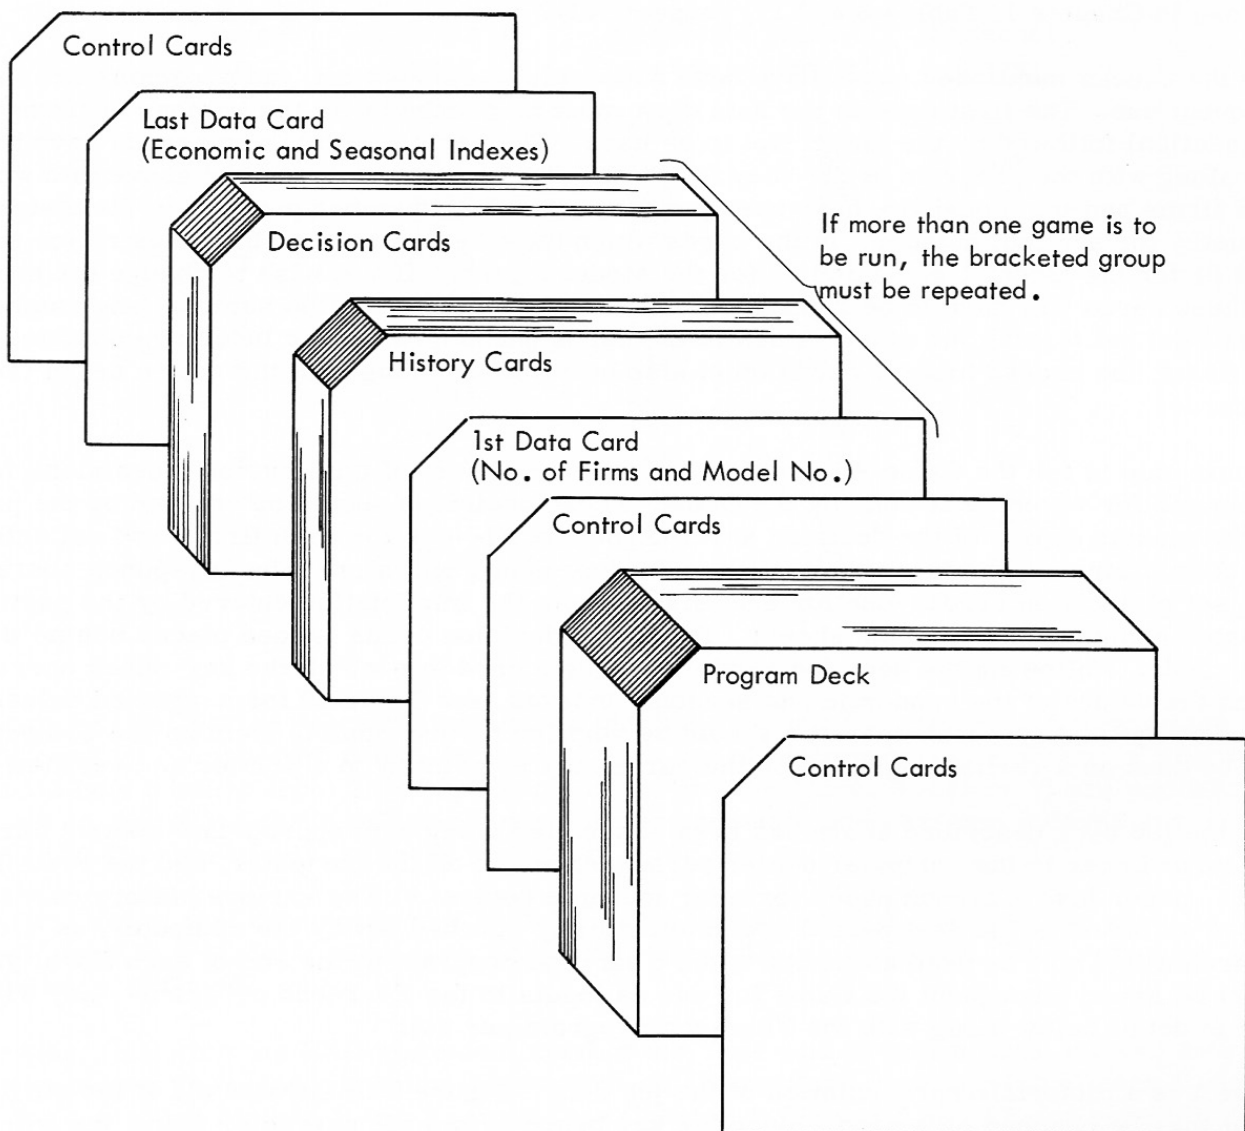 Control Cards
Last Data Card
(Economic and Seasonal Indexes)
Decision Cards
If more than one game is to
be run, the bracketed group
must be repeated.
History Cards
1st Data Card
(No. of Firms and Model No.)
Control Cards
Program Deck
Control Cards